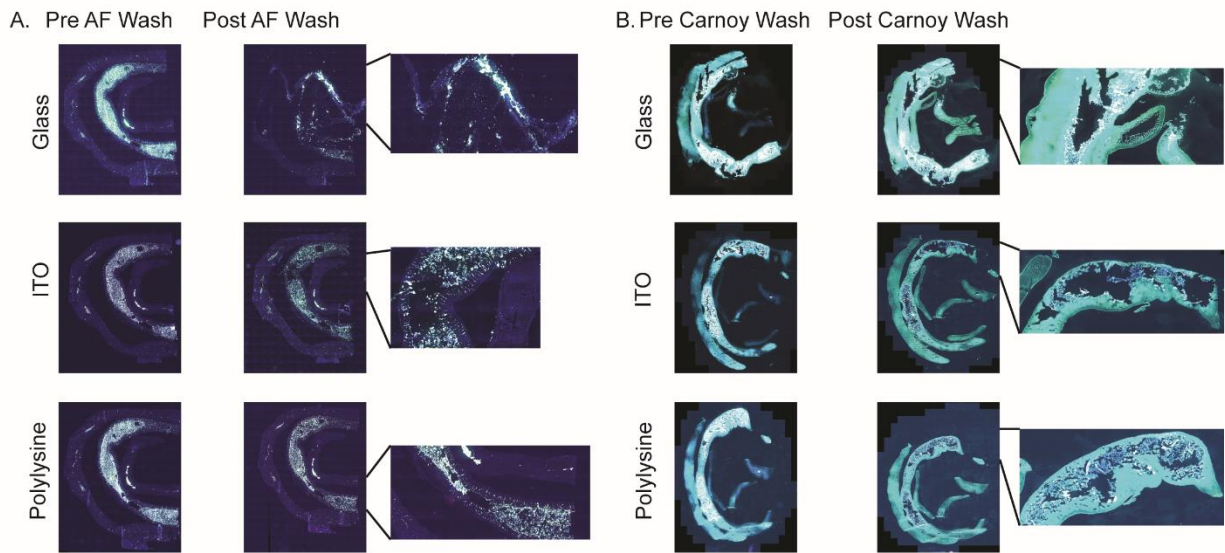 A. Pre AF Wash Post AF Wash
Glass
ITO
Polylysine
B. Pre Carnoy Wash Post Carnoy Wash
Glass
ITO
Polylysine